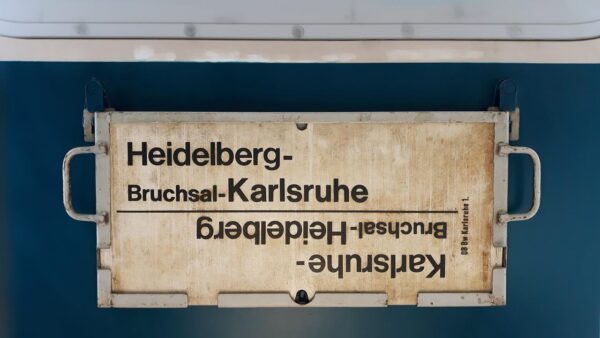 Heidelberg-
Bruchsal-Karlsruhe
Karlsruhe-
Bruchsal-Heidelberg
DB Bw Karlsruhe 1.